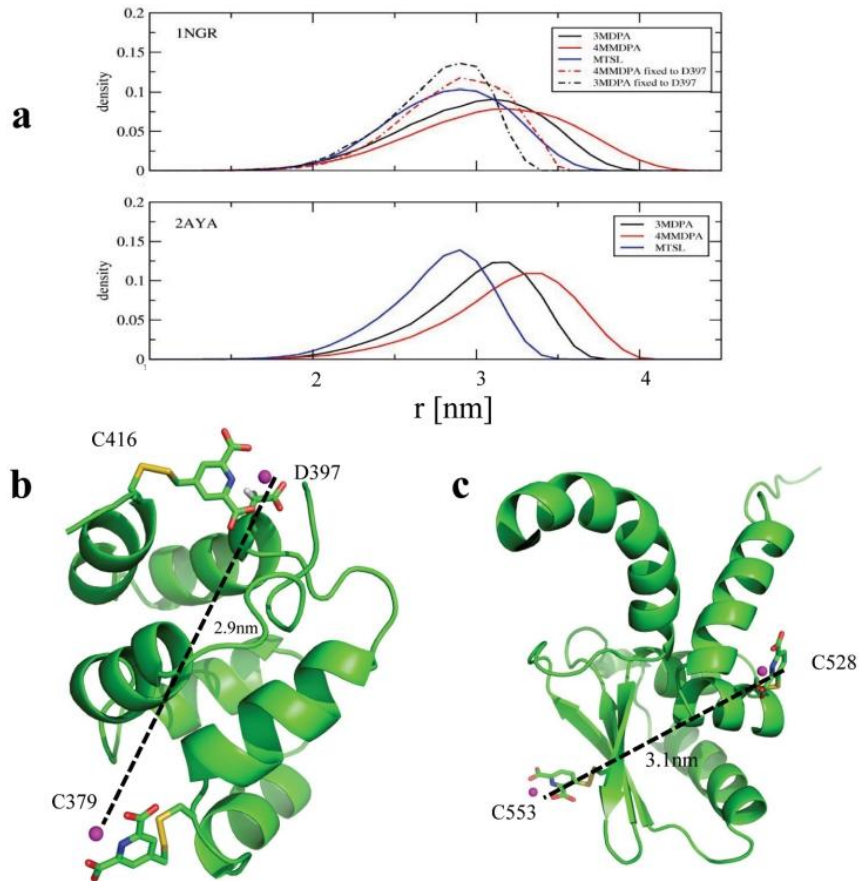 a
1NGR
density
0.2
0.15
0.1
0.05
0
3MDPA
4MMDPA
MTSL
4MMDPA fixed to D397
3MDPA fixed to D397
2AYA
density
0.2
0.15
0.1
0.05
0
3MDPA
4MMDPA
MTSL
1
2
3
4
r [nm]
b
C416
D397
2.9nm
C379
c
C528
3.1nm
C553